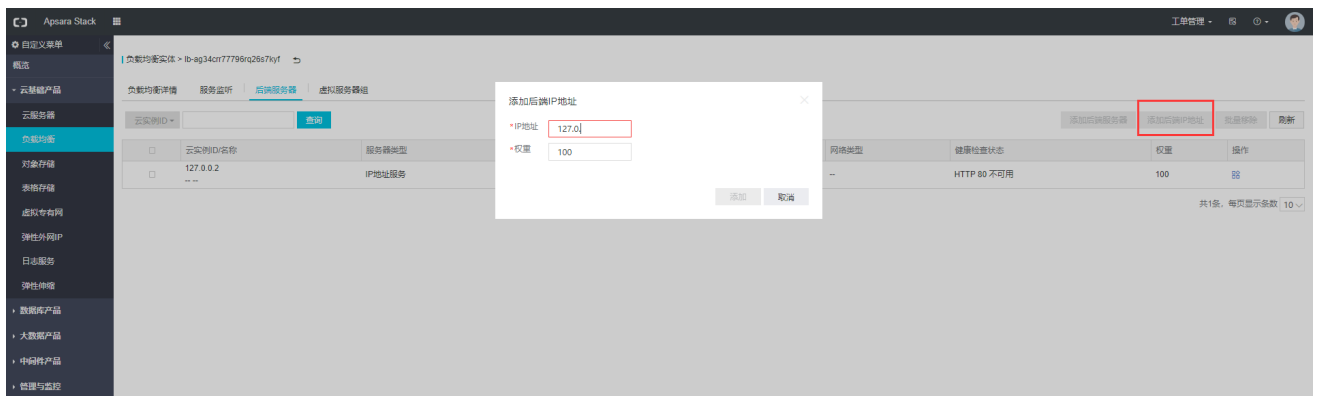 Apsara Stack
工单管理
自定义菜单
概览
云基础产品
云服务器
负载均衡
对象存储
表格存储
虚拟专有网
弹性外网IP
日志服务
弹性伸缩
数据库产品
大数据产品
中间件产品
管理与监控
负载均衡实体 > lb-ag34crr77796rq26s7kyf
负载均衡详情 服务监听 后端服务器 虚拟服务器组
云实例ID 查询 添加后端服务器 添加后端IP地址 批量移除 刷新
云实例ID/名称 服务器类型 网络类型 健康检查状态 权重 操作
127.0.0.2
-- --
IP地址服务 -- HTTP 80 不可用 100
共1条, 每页显示条数 10
添加后端IP地址
*IP地址 127.0.
*权重 100
添加 取消